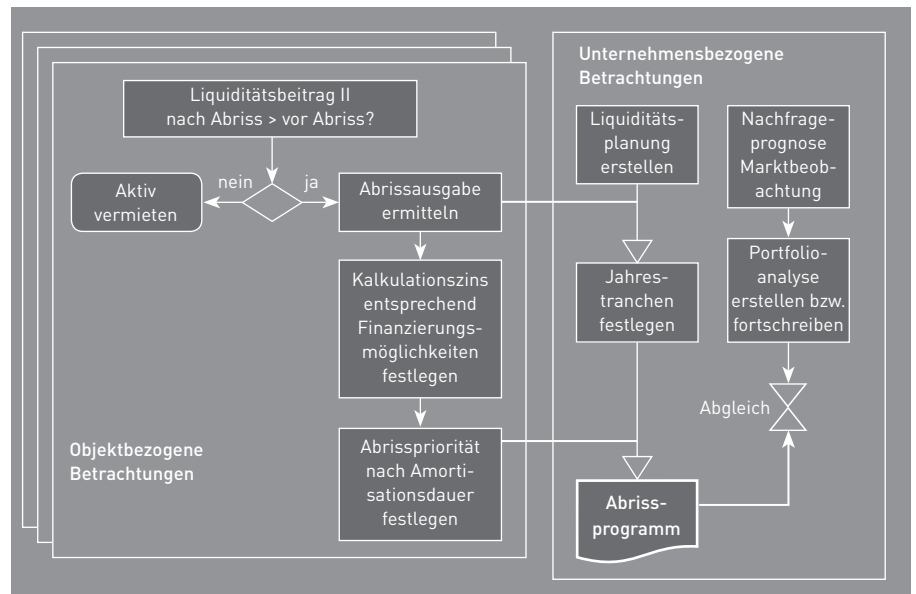 Liquiditätsbeitrag II
nach Abriss > vor Abriss?
nein
ja
Aktiv
vermieten
Abrissausgabe
ermitteln
Kalkulationszins
entsprechend
Finanzierungs-
möglichkeiten
festlegen
Abrisspriorität
nach Amorti-
sationsdauer
festlegen
Objektbezogene
Betrachtungen
Unternehmensbezogene
Betrachtungen
Liquiditäts-
planung
erstellen
Jahres-
tranchen
festlegen
Abriss-
programm
Nachfrage-
prognose
Marktbeob-
achtung
Portfolio-
analyse
erstellen bzw.
fortschreiben
Abgleich